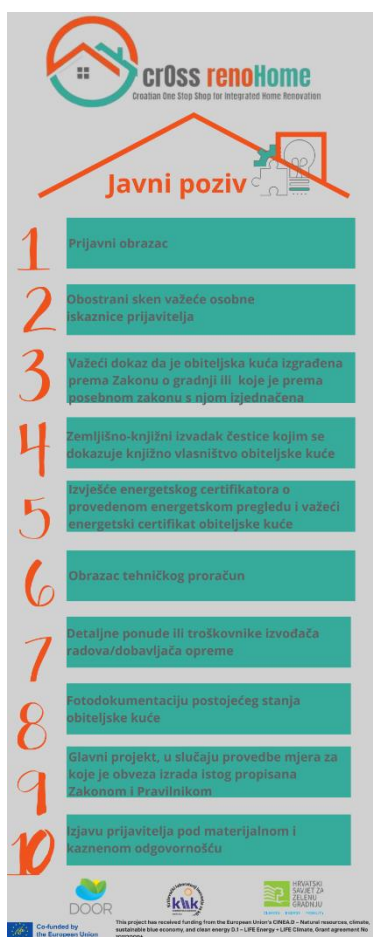 crOss renoHome
Croatian One Stop Shop for Integrated Home Renovation
Javni poziv
1
Prijavni obrazac
2
Obostrani sken važeće osobne
iskaznice prijavitelja
3
Važeći dokaz da je obiteljska kuća izgrađena
prema Zakonu o gradnji ili koje je prema
posebnom zakonu s njom izjednačena
4
Zemljišno-knjižni izvadak čestice kojim se
dokazuje knjižno vlasništvo obiteljske kuće
5
Izvješće energetskog certifikatora o
provedenom energetskom pregledu i važeći
energetski certifikat obiteljske kuće
6
Obrazac tehničkog proračun
7
Detaljne ponude ili troškovnike izvođača
radova/dobavljača opreme
8
Fotodokumentaciju postojećeg stanja
obiteljske kuće
9
Glavni projekt, u slučaju provedbe mjera za
koje je obveza izrada istog propisana
Zakonom i Pravilnikom
10
Izjavu prijavitelja pod materijalnom i
kaznenom odgovornošću
DOOR
klik
HRVATSKI
SAVJET ZA
ZELENU
GRADNJU
Co-funded by
the European Union
This project has received funding from the European Union's CINEA.D – Natural resources, climate,
sustainable blue economy, and clean energy D.1 – LIFE Energy + LIFE Climate, Grant agreement No